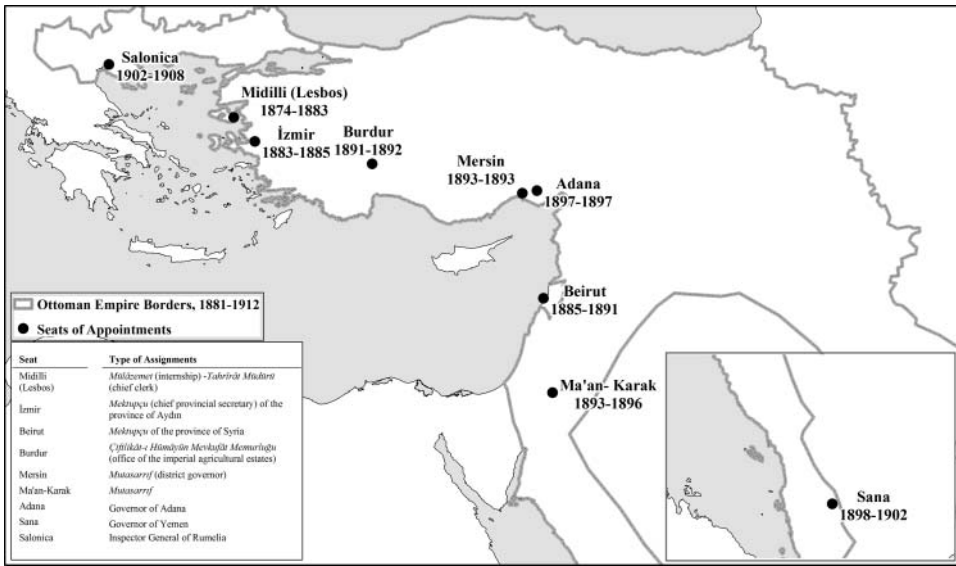 Salonica
1902-1908
Midilli (Lesbos)
1874-1883
İzmir
1883-1885
Burdur
1891-1892
Mersin
1893-1893
Adana
1897-1897
Beirut
1885-1891
Ma'an- Karak
1893-1896
Sana
1898-1902
Ottoman Empire Borders, 1881-1912
Seats of Appointments
Seat Type of Assignments
Midilli (Lesbos) Mülâzemet (internship) -Tahrîrât Müdürü (chief clerk)
İzmir Mektupçu (chief provincial secretary) of the province of Aydın
Beirut Mektupçu of the province of Syria
Burdur Çiftlikât-ı Hümâyûn Mevkufât Memurluğu (office of the imperial agricultural estates)
Mersin Mutasarrıf (district governor)
Ma'an-Karak Mutasarrıf
Adana Governor of Adana
Sana Governor of Yemen
Salonica Inspector General of Rumelia